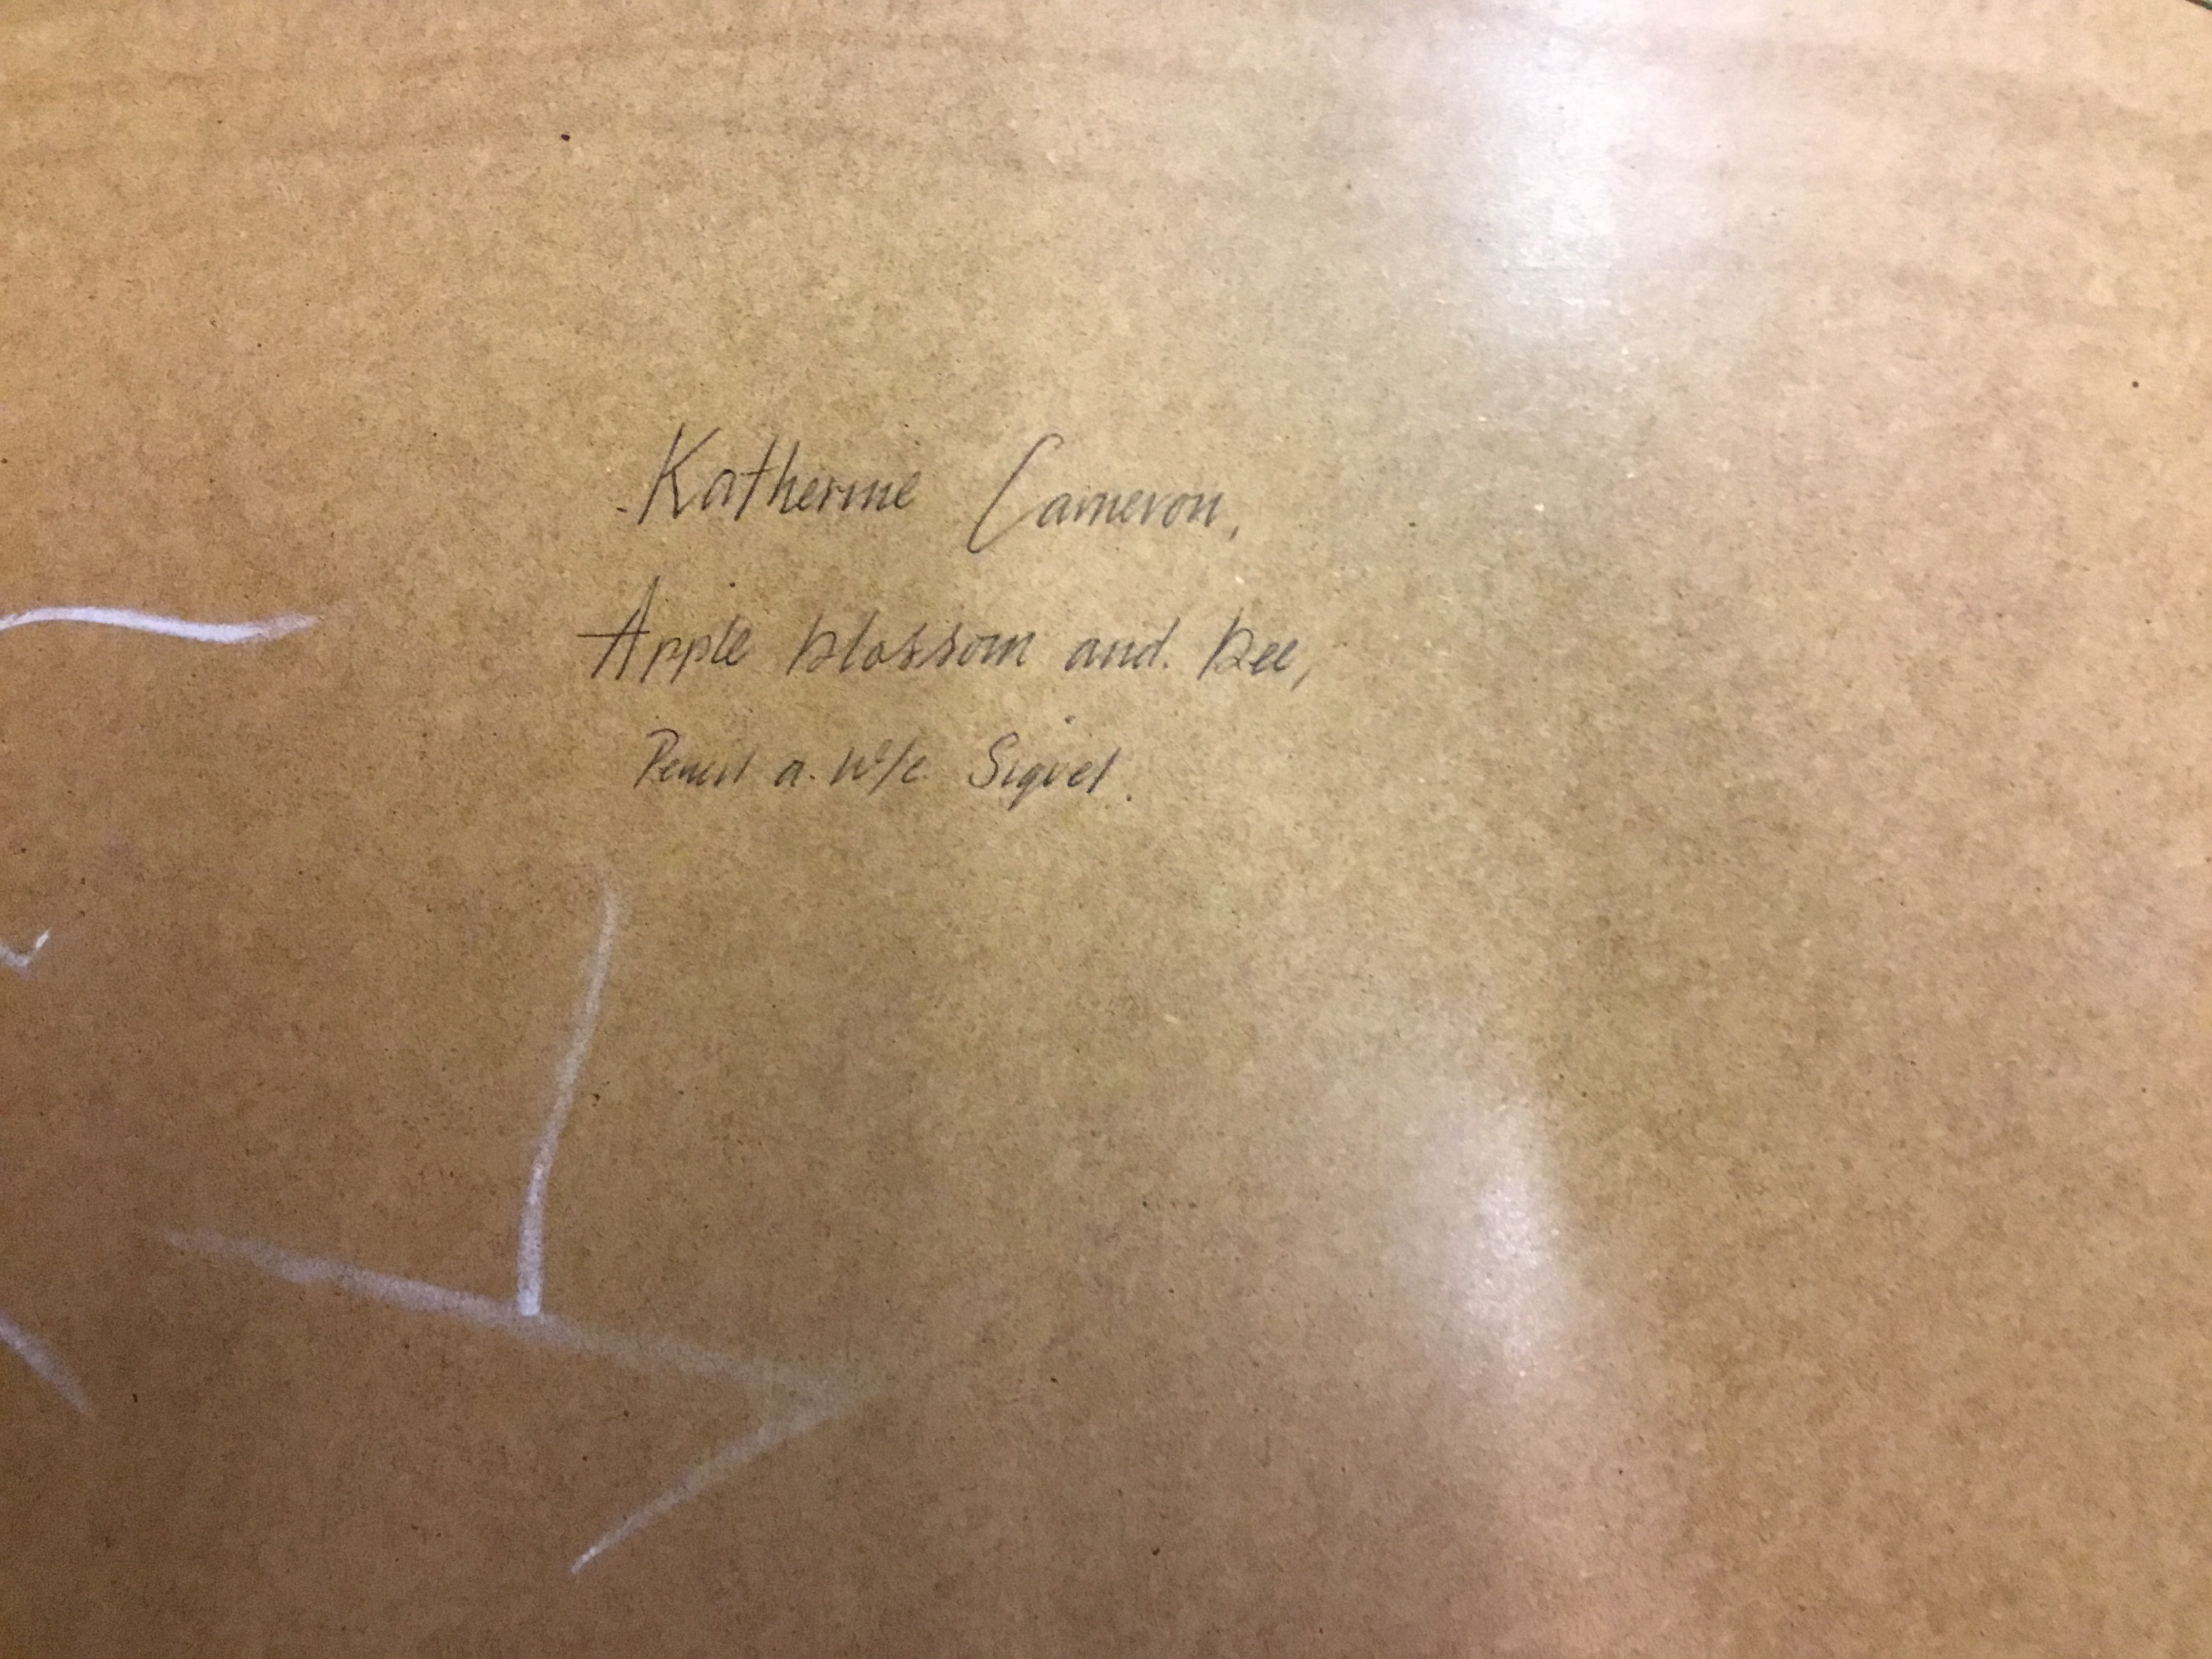 Katherine Cameron,
Apple blossom and bee,
Pencil a. W/c Signed.